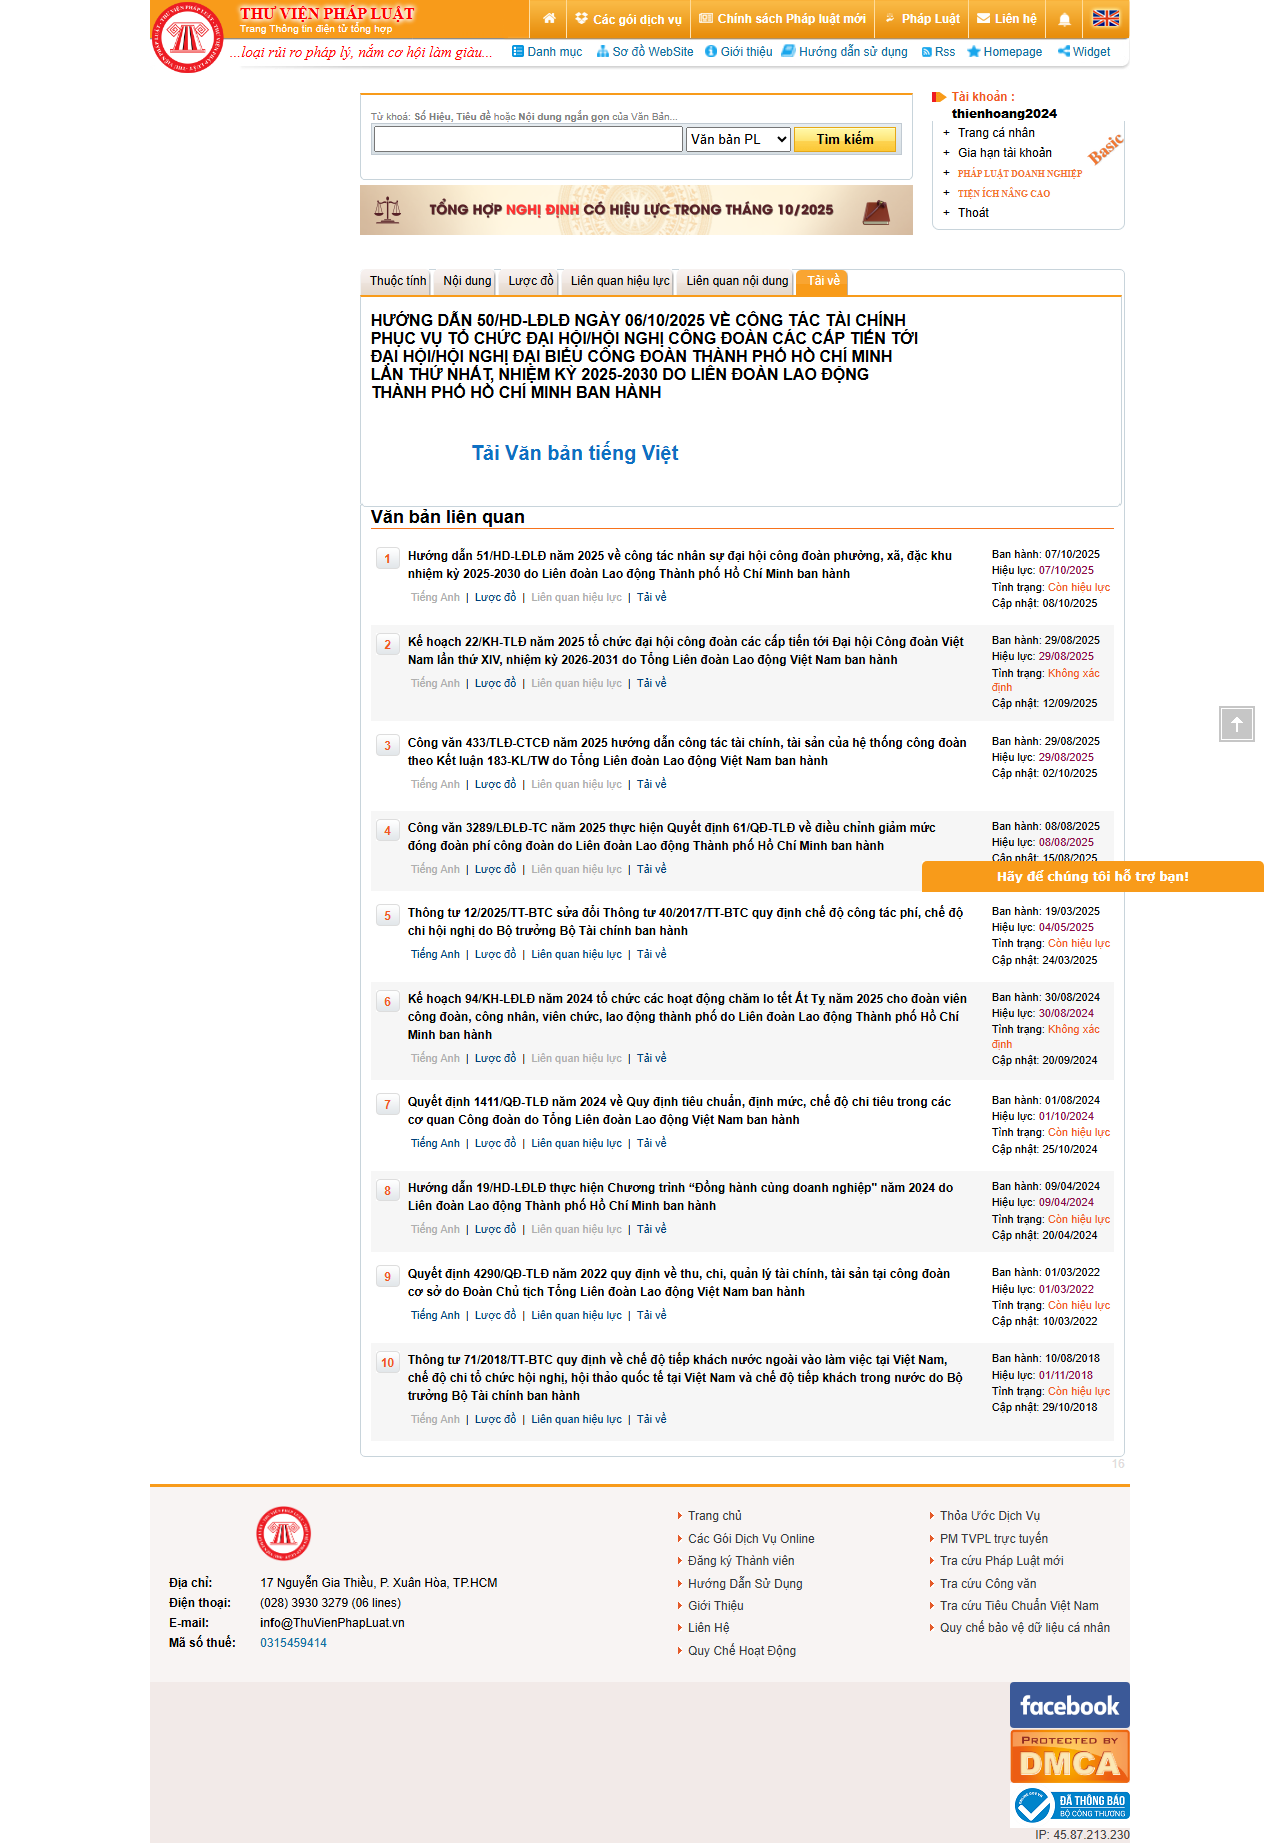 THƯ VIỆN PHÁP LUẬT
Trang Thông tin điện tử tổng hợp
...loại rủi ro pháp lý, nắm cơ hội làm giàu...
Các gói dịch vụ
Chính sách Pháp luật mới
Pháp Luật
Liên hệ
Danh mục
Sơ đồ WebSite
Giới thiệu
Hướng dẫn sử dụng
Rss
Homepage
Widget
Từ khoá: Số Hiệu, Tiêu đề hoặc Nội dung ngắn gọn của Văn Bản...
Văn bản PL
Tìm kiếm
TỔNG HỢP NGHỊ ĐỊNH CÓ HIỆU LỰC TRONG THÁNG 10/2025
Tài khoản :
thienhoang2024
+ Trang cá nhân
+ Gia hạn tài khoản
+ PHÁP LUẬT DOANH NGHIỆP
+ TIỆN ÍCH NÂNG CAO
+ Thoát
Basic
Thuộc tính
Nội dung
Lược đồ
Liên quan hiệu lực
Liên quan nội dung
Tải về
HƯỚNG DẪN 50/HD-LĐLĐ NGÀY 06/10/2025 VỀ CÔNG TÁC TÀI CHÍNH
PHỤC VỤ TỔ CHỨC ĐẠI HỘI/HỘI NGHỊ CÔNG ĐOÀN CÁC CẤP TIẾN TỚI
ĐẠI HỘI/HỘI NGHỊ ĐẠI BIỂU CÔNG ĐOÀN THÀNH PHỐ HỒ CHÍ MINH
LẦN THỨ NHẤT, NHIỆM KỲ 2025-2030 DO LIÊN ĐOÀN LAO ĐỘNG
THÀNH PHỐ HỒ CHÍ MINH BAN HÀNH
Tải Văn bản tiếng Việt
Văn bản liên quan
1
Hướng dẫn 51/HD-LĐLĐ năm 2025 về công tác nhân sự đại hội công đoàn phường, xã, đặc khu
nhiệm kỳ 2025-2030 do Liên đoàn Lao động Thành phố Hồ Chí Minh ban hành
Tiếng Anh | Lược đồ | Liên quan hiệu lực | Tải về
Ban hành: 07/10/2025
Hiệu lực: 07/10/2025
Tình trạng: Còn hiệu lực
Cập nhật: 08/10/2025
2
Kế hoạch 22/KH-TLĐ năm 2025 tổ chức đại hội công đoàn các cấp tiến tới Đại hội Công đoàn Việt
Nam lần thứ XIV, nhiệm kỳ 2026-2031 do Tổng Liên đoàn Lao động Việt Nam ban hành
Tiếng Anh | Lược đồ | Liên quan hiệu lực | Tải về
Ban hành: 29/08/2025
Hiệu lực: 29/08/2025
Tình trạng: Không xác
định
Cập nhật: 12/09/2025
3
Công văn 433/TLĐ-CTCĐ năm 2025 hướng dẫn công tác tài chính, tài sản của hệ thống công đoàn
theo Kết luận 183-KL/TW do Tổng Liên đoàn Lao động Việt Nam ban hành
Tiếng Anh | Lược đồ | Liên quan hiệu lực | Tải về
Ban hành: 29/08/2025
Hiệu lực: 29/08/2025
Cập nhật: 02/10/2025
4
Công văn 3289/LĐLĐ-TC năm 2025 thực hiện Quyết định 61/QĐ-TLĐ về điều chỉnh giảm mức
đóng đoàn phí công đoàn do Liên đoàn Lao động Thành phố Hồ Chí Minh ban hành
Tiếng Anh | Lược đồ | Liên quan hiệu lực | Tải về
Ban hành: 08/08/2025
Hiệu lực: 08/08/2025
Cập nhật: 15/08/2025
Hãy để chúng tôi hỗ trợ bạn!
5
Thông tư 12/2025/TT-BTC sửa đổi Thông tư 40/2017/TT-BTC quy định chế độ công tác phí, chế độ
chi hội nghị do Bộ trưởng Bộ Tài chính ban hành
Tiếng Anh | Lược đồ | Liên quan hiệu lực | Tải về
Ban hành: 19/03/2025
Hiệu lực: 04/05/2025
Tình trạng: Còn hiệu lực
Cập nhật: 24/03/2025
6
Kế hoạch 94/KH-LĐLĐ năm 2024 tổ chức các hoạt động chăm lo tết Ất Tỵ năm 2025 cho đoàn viên
công đoàn, công nhân, viên chức, lao động thành phố do Liên đoàn Lao động Thành phố Hồ Chí
Minh ban hành
Tiếng Anh | Lược đồ | Liên quan hiệu lực | Tải về
Ban hành: 30/08/2024
Hiệu lực: 30/08/2024
Tình trạng: Không xác
định
Cập nhật: 20/09/2024
7
Quyết định 1411/QĐ-TLĐ năm 2024 về Quy định tiêu chuẩn, định mức, chế độ chi tiêu trong các
cơ quan Công đoàn do Tổng Liên đoàn Lao động Việt Nam ban hành
Tiếng Anh | Lược đồ | Liên quan hiệu lực | Tải về
Ban hành: 01/08/2024
Hiệu lực: 01/10/2024
Tình trạng: Còn hiệu lực
Cập nhật: 25/10/2024
8
Hướng dẫn 19/HD-LĐLĐ thực hiện Chương trình “Đồng hành cùng doanh nghiệp" năm 2024 do
Liên đoàn Lao động Thành phố Hồ Chí Minh ban hành
Tiếng Anh | Lược đồ | Liên quan hiệu lực | Tải về
Ban hành: 09/04/2024
Hiệu lực: 09/04/2024
Tình trạng: Còn hiệu lực
Cập nhật: 20/04/2024
9
Quyết định 4290/QĐ-TLĐ năm 2022 quy định về thu, chi, quản lý tài chính, tài sản tại công đoàn
cơ sở do Đoàn Chủ tịch Tổng Liên đoàn Lao động Việt Nam ban hành
Tiếng Anh | Lược đồ | Liên quan hiệu lực | Tải về
Ban hành: 01/03/2022
Hiệu lực: 01/03/2022
Tình trạng: Còn hiệu lực
Cập nhật: 10/03/2022
10
Thông tư 71/2018/TT-BTC quy định về chế độ tiếp khách nước ngoài vào làm việc tại Việt Nam,
chế độ chi tổ chức hội nghị, hội thảo quốc tế tại Việt Nam và chế độ tiếp khách trong nước do Bộ
trưởng Bộ Tài chính ban hành
Tiếng Anh | Lược đồ | Liên quan hiệu lực | Tải về
Ban hành: 10/08/2018
Hiệu lực: 01/11/2018
Tình trạng: Còn hiệu lực
Cập nhật: 29/10/2018
16
Địa chỉ: 17 Nguyễn Gia Thiều, P. Xuân Hòa, TP.HCM
Điện thoại: (028) 3930 3279 (06 lines)
E-mail: info@ThuVienPhapLuat.vn
Mã số thuế: 0315459414
Trang chủ
Các Gói Dịch Vụ Online
Đăng ký Thành viên
Hướng Dẫn Sử Dụng
Giới Thiệu
Liên Hệ
Quy Chế Hoạt Động
Thỏa Ước Dịch Vụ
PM TVPL trực tuyến
Tra cứu Pháp Luật mới
Tra cứu Công văn
Tra cứu Tiêu Chuẩn Việt Nam
Quy chế bảo vệ dữ liệu cá nhân
facebook
PROTECTED BY
DMCA
ĐÃ THÔNG BÁO
BỘ CÔNG THƯƠNG
IP: 45.87.213.230